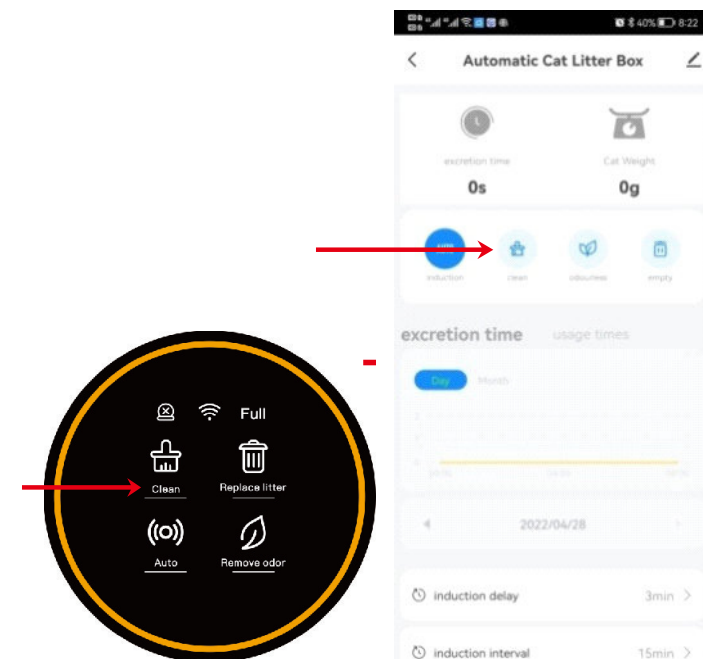 40% 8:22
Automatic Cat Litter Box
excretion time
Cat Weight
0s
0g
induction
clean
odourless
empty
excretion time
usage times
Day
Month
2022/04/28
induction delay
3min
induction interval
15min
Full
Clean
Replace litter
Auto
Remove odor